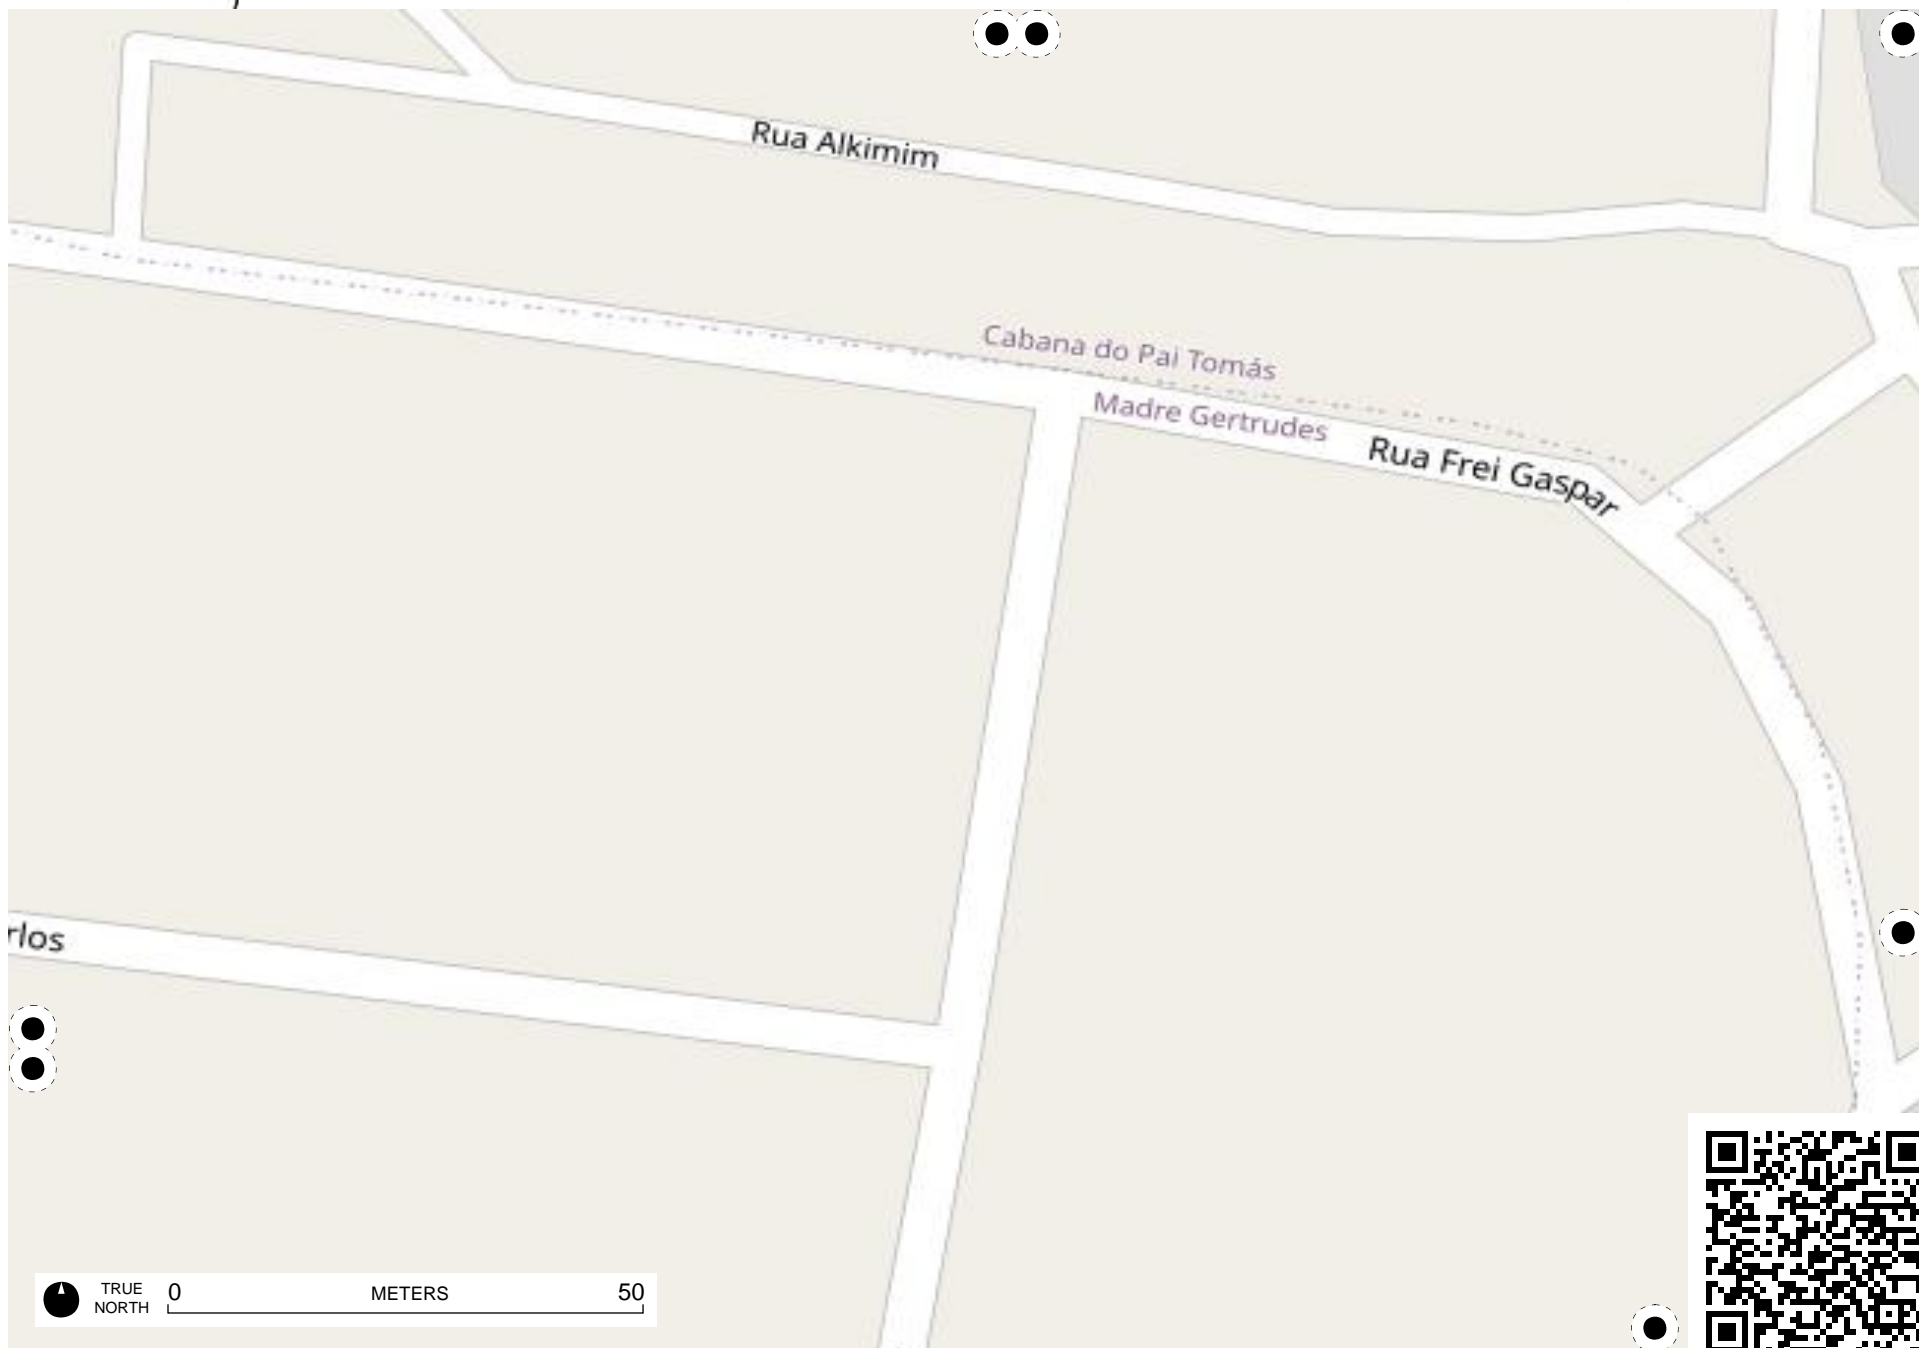 Rua Alkimim
Cabana do Pai Tomás
Madre Gertrudes
Rua Frei Gaspar
rlos
TRUE
NORTH
0 METERS 50